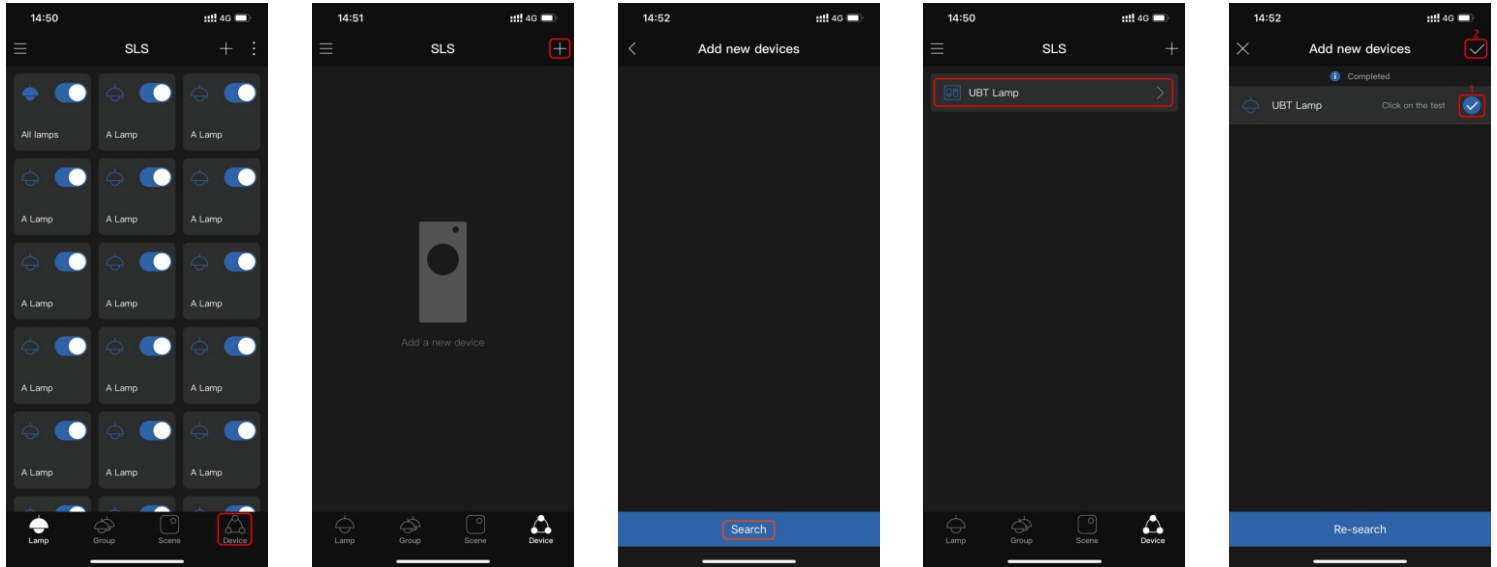 14:50 4G
SLS
All lamps A Lamp A Lamp
A Lamp A Lamp A Lamp
A Lamp A Lamp A Lamp
A Lamp A Lamp A Lamp
A Lamp A Lamp A Lamp
Lamp Group Scene Device
14:51 4G
SLS
Add a new device
Lamp Group Scene Device
14:52 4G
Add new devices
Search
14:50 4G
SLS
UBT Lamp
Lamp Group Scene Device
14:52 4G
2
Add new devices
Completed
1
UBT Lamp Click on the test
Re-search